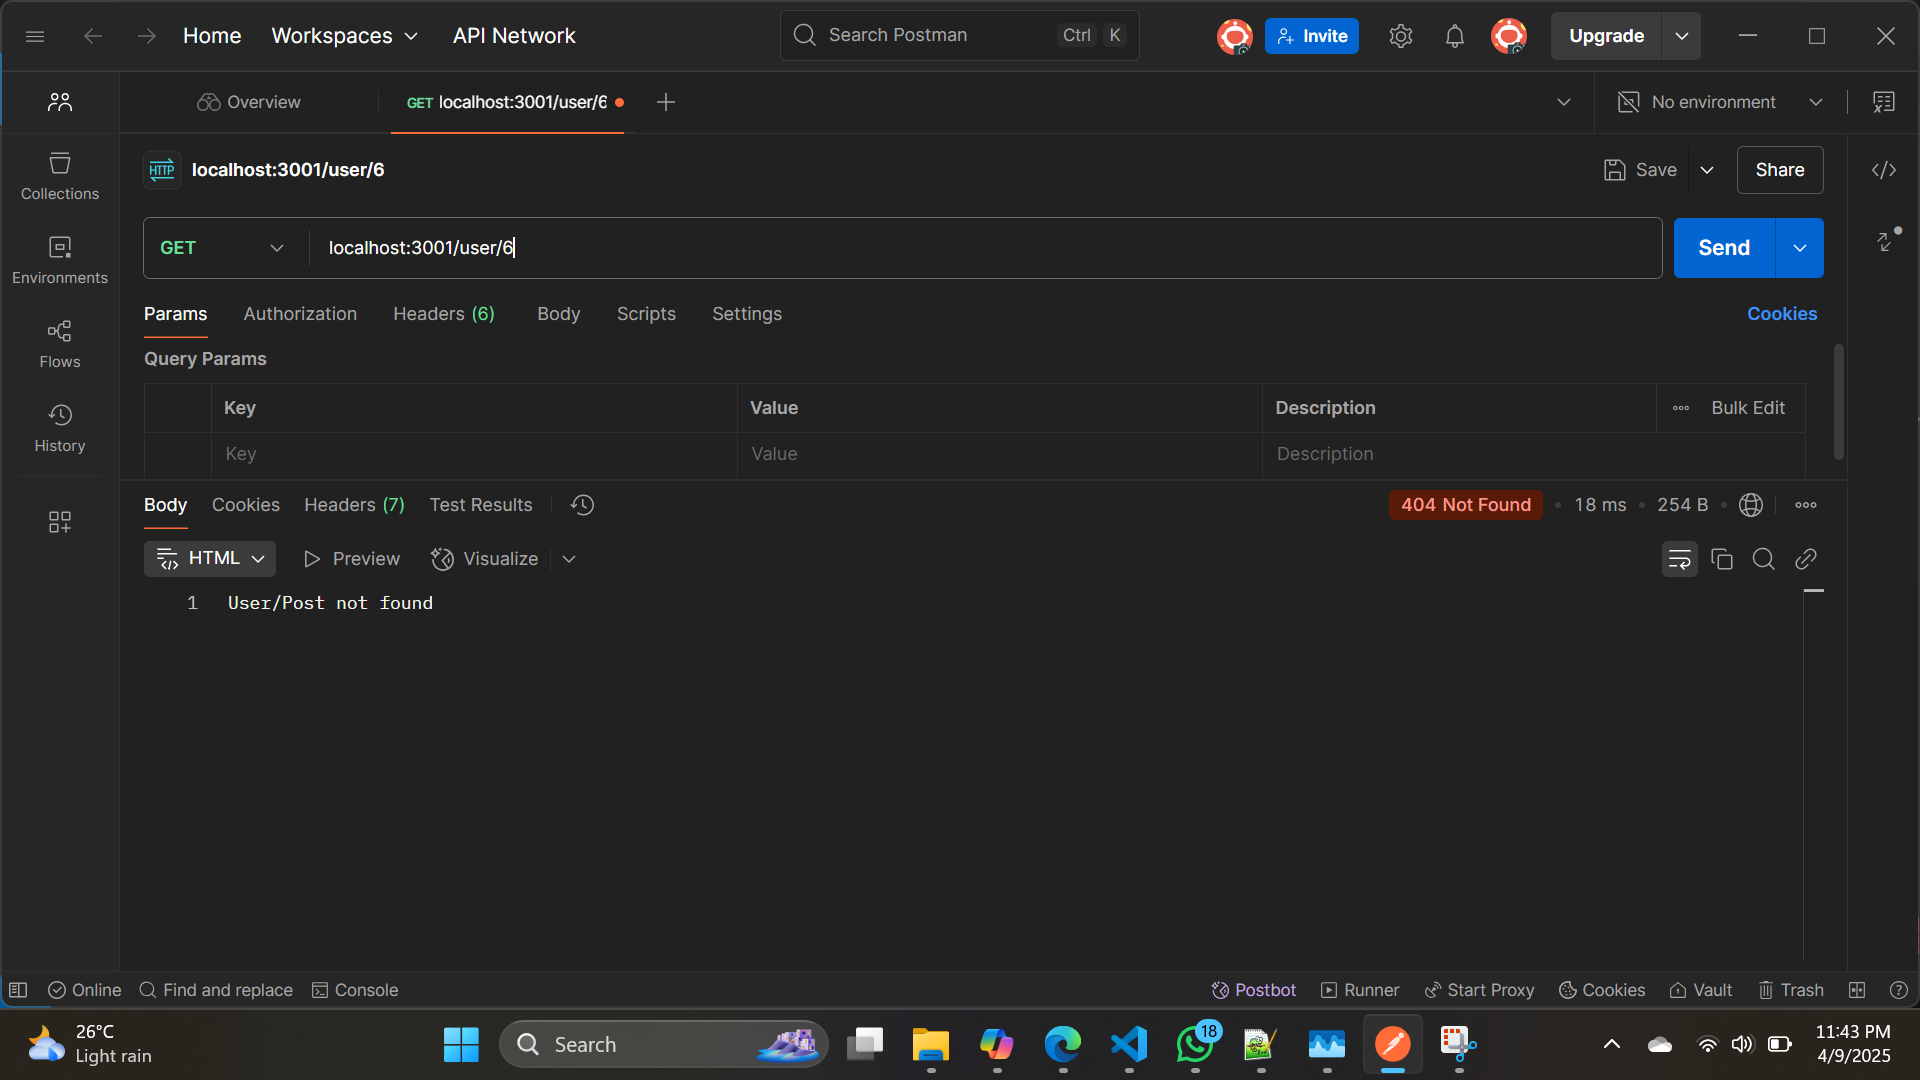 Home Workspaces API Network Search Postman Ctrl K Invite Upgrade
Overview GET localhost:3001/user/6 No environment
HTTP localhost:3001/user/6 Save Share
Collections
GET localhost:3001/user/6 Send
Environments
Params Authorization Headers (6) Body Scripts Settings Cookies
Query Params
Flows
Key Value Description Bulk Edit
Key Value Description
History
Body Cookies Headers (7) Test Results 404 Not Found 18 ms 254 B
HTML Preview Visualize
1 User/Post not found
Online Find and replace Console Postbot Runner Start Proxy Cookies Vault Trash
26°C
Light rain
Search
18
11:43 PM
4/9/2025